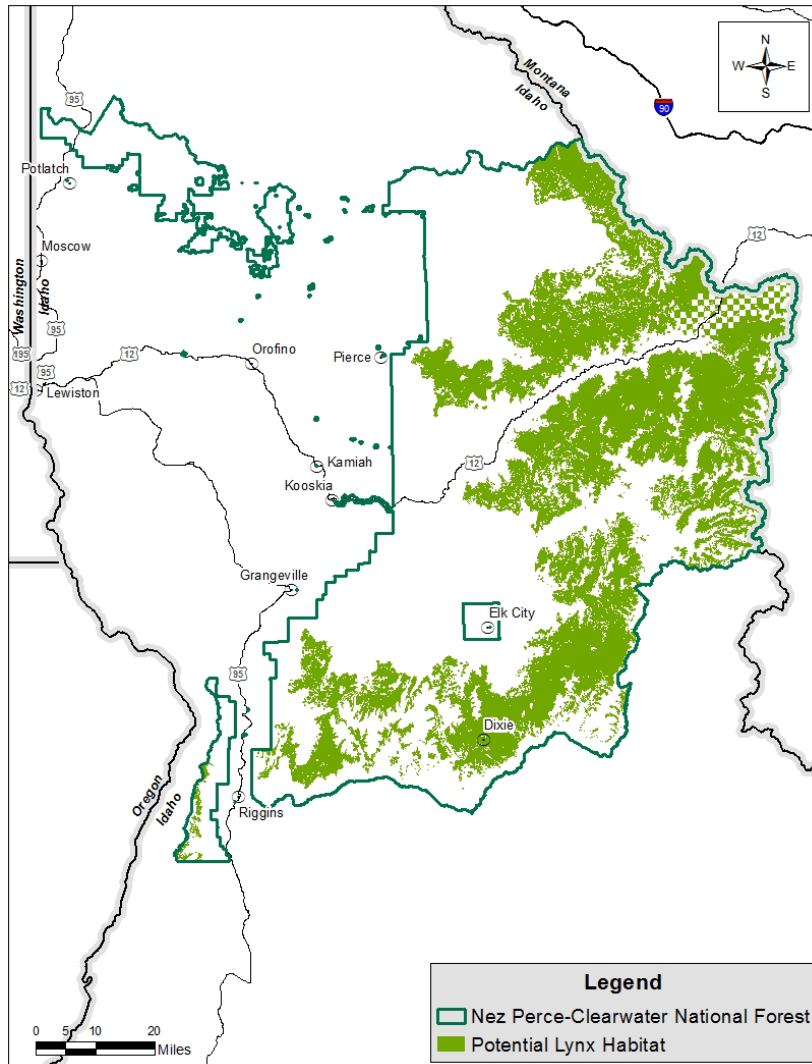 N
W E
S
Montana
Idaho
90
95
Potlatch
12
Moscow
Washington
Idaho
95
195
95
12
Orofino
Pierce
12
Lewiston
Kamiah
12
Kooskia
Grangeville
Elk City
95
Dixie
Oregon
Idaho
Riggins
Legend
Nez Perce-Clearwater National Forest
Potential Lynx Habitat
0 5 10 20
Miles